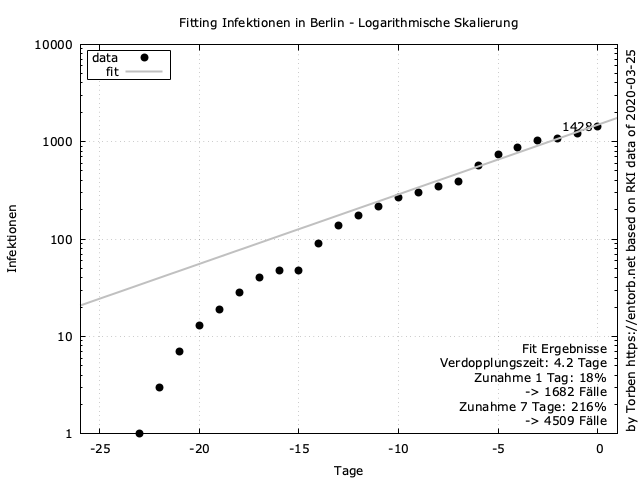 Fitting Infektionen in Berlin - Logarithmische Skalierung
10000
1000
100
10
1
Infektionen
data
fit
1428
Fit Ergebnisse
Verdopplungszeit: 4.2 Tage
Zunahme 1 Tag: 18%
-> 1682 Fälle
Zunahme 7 Tage: 216%
-> 4509 Fälle
-25
-20
-15
-10
-5
0
Tage
by Torben https://entorb.net based on RKI data of 2020-03-25